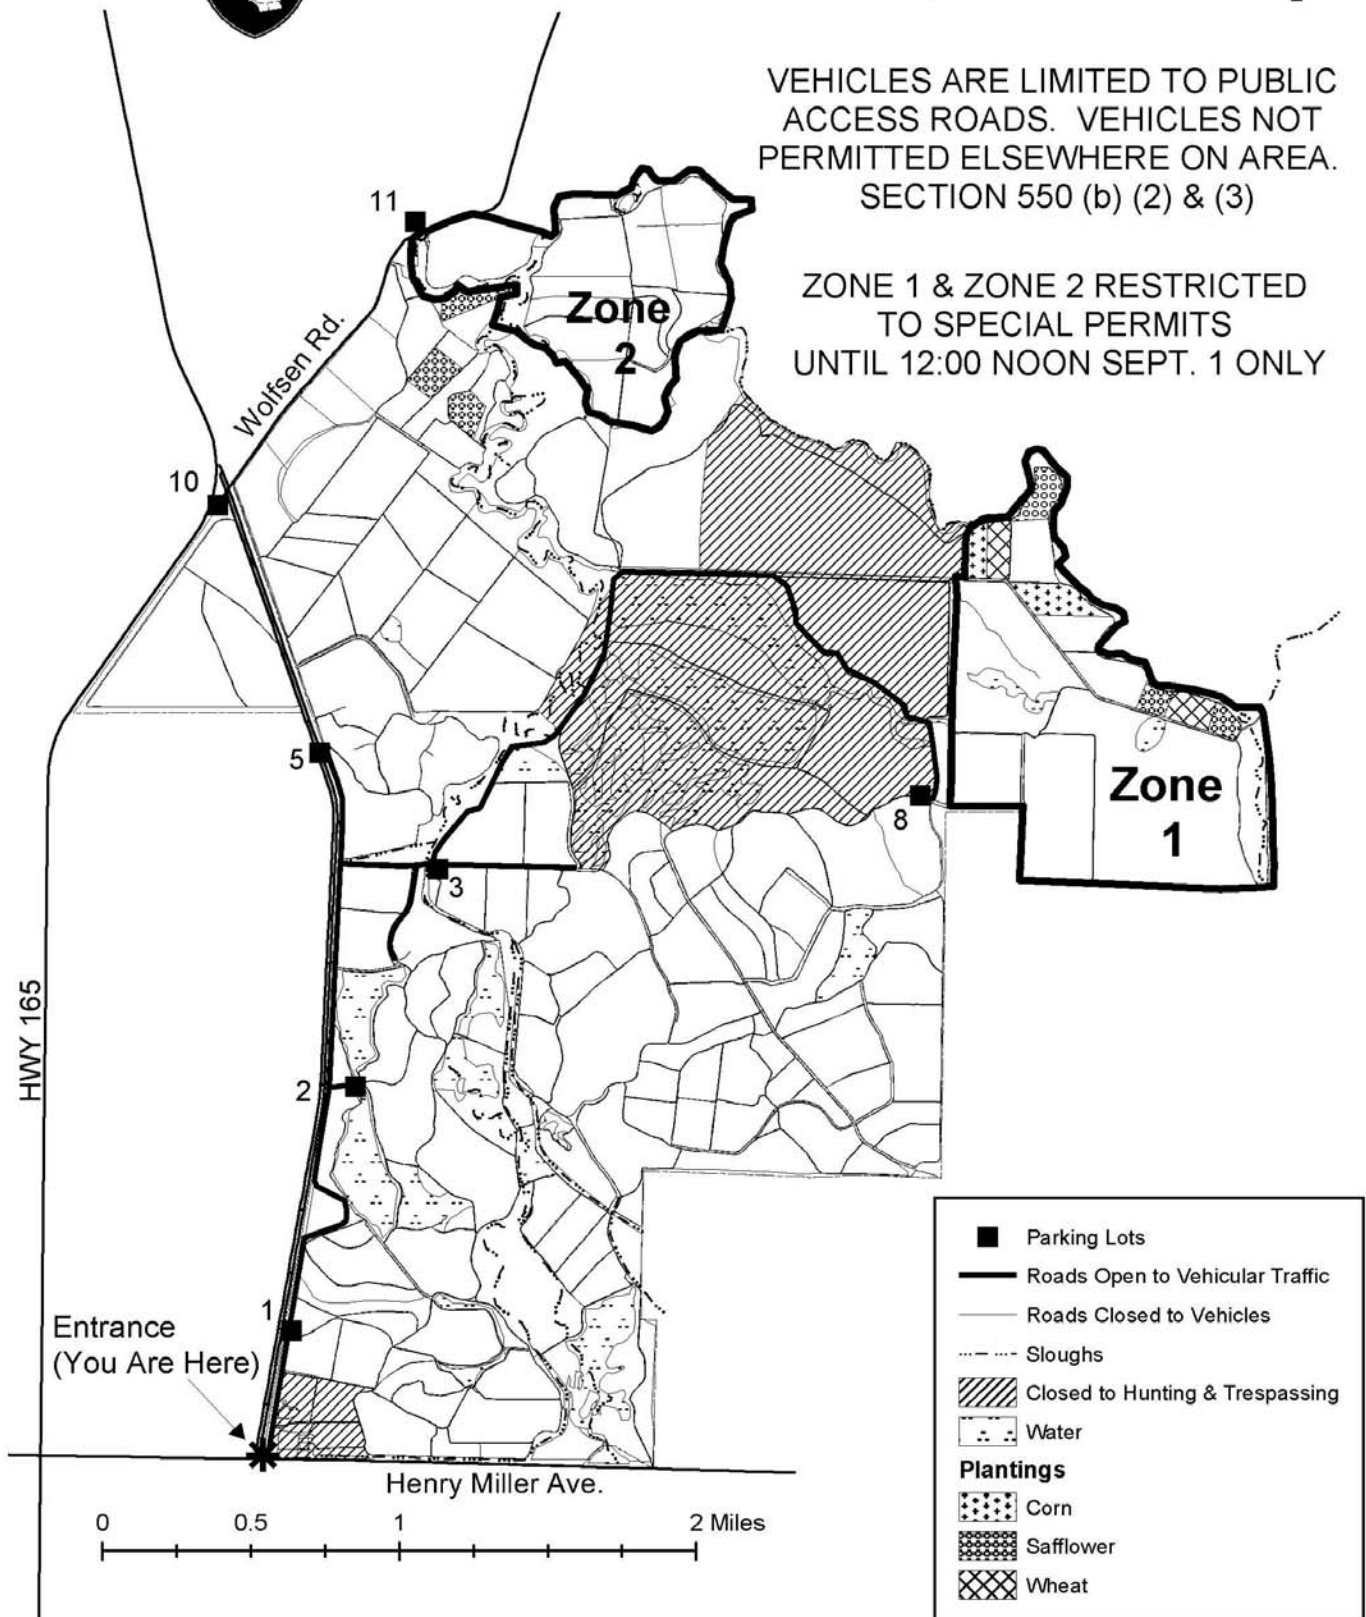 VEHICLES ARE LIMITED TO PUBLIC
ACCESS ROADS. VEHICLES NOT
PERMITTED ELSEWHERE ON AREA.
SECTION 550 (b) (2) & (3)
ZONE 1 & ZONE 2 RESTRICTED
TO SPECIAL PERMITS
UNTIL 12:00 NOON SEPT. 1 ONLY
11
Zone
2
Wolfsen Rd.
10
5
Zone
1
8
3
HWY 165
2
1
Entrance
(You Are Here)
Henry Miller Ave.
0 0.5 1 2 Miles
Parking Lots
Roads Open to Vehicular Traffic
Roads Closed to Vehicles
Sloughs
Closed to Hunting & Trespassing
Water
Plantings
Corn
Safflower
Wheat